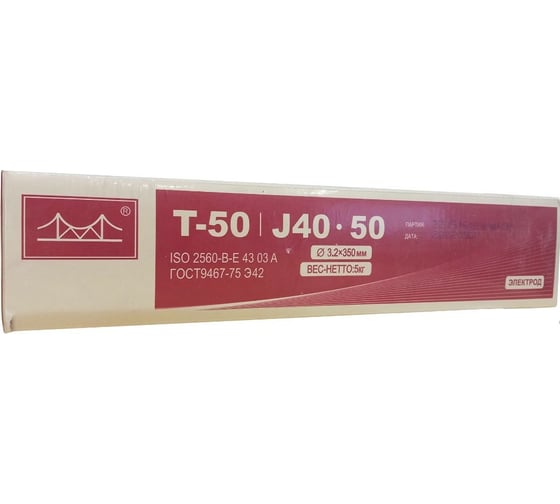 ®
T-50 | J40·50
ISO 2560-B-E 43 03 A
ГОСТ9467-75 Э42
Ø 3.2×350мм
ВЕС-НЕТТО:5кг
ПАРТИЯ:
ДАТА:
ЭЛЕКТРОД